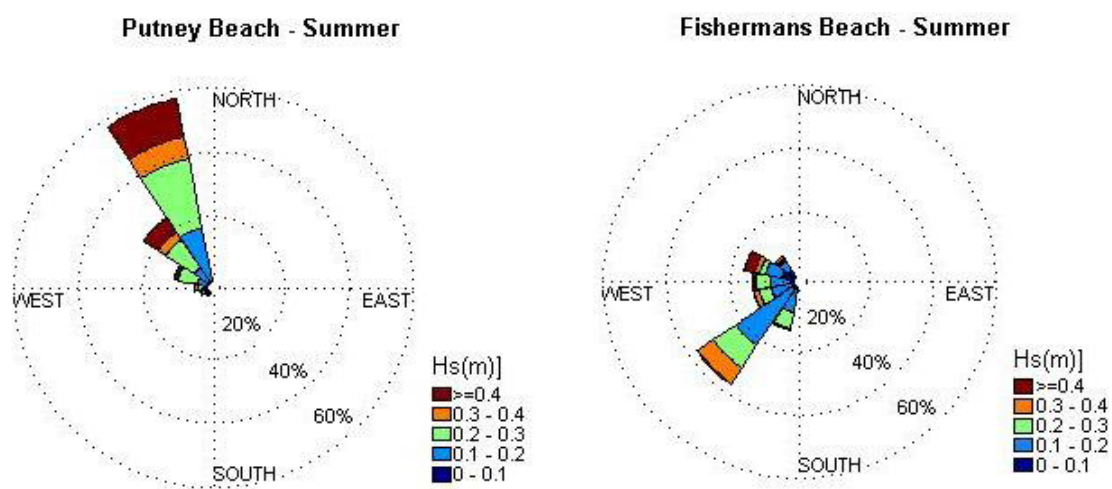 Putney Beach - Summer
NORTH
WEST
EAST
20%
40%
60%
SOUTH
Hs(m)]
>=0.4
0.3 - 0.4
0.2 - 0.3
0.1 - 0.2
0 - 0.1
Fishermans Beach - Summer
NORTH
WEST
EAST
20%
40%
60%
SOUTH
Hs(m)]
>=0.4
0.3 - 0.4
0.2 - 0.3
0.1 - 0.2
0 - 0.1